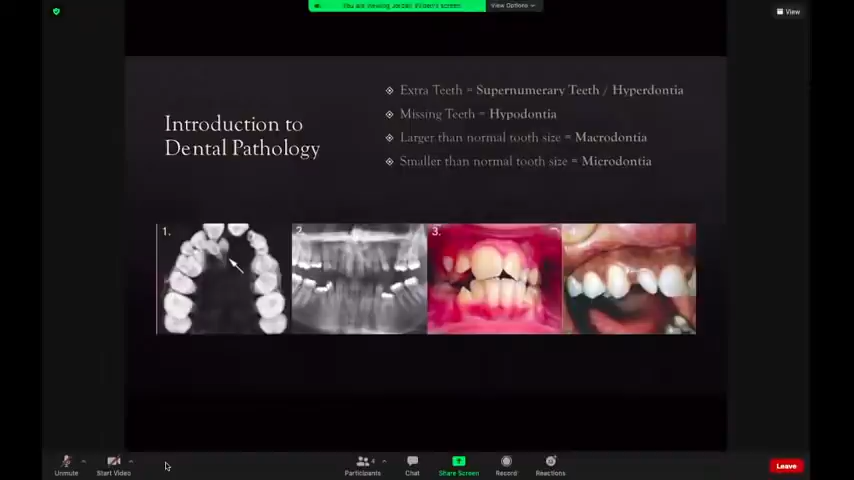 View Options
View
Introduction to
Dental Pathology
Extra Teeth = Supernumerary Teeth / Hyperdontia
Missing Teeth = Hypodontia
Larger than normal tooth size = Macrodontia
Smaller than normal tooth size = Microdontia
1.
2.
3.
Unmute
Start Video
Participants
4
Chat
Share Screen
Record
Reactions
Leave